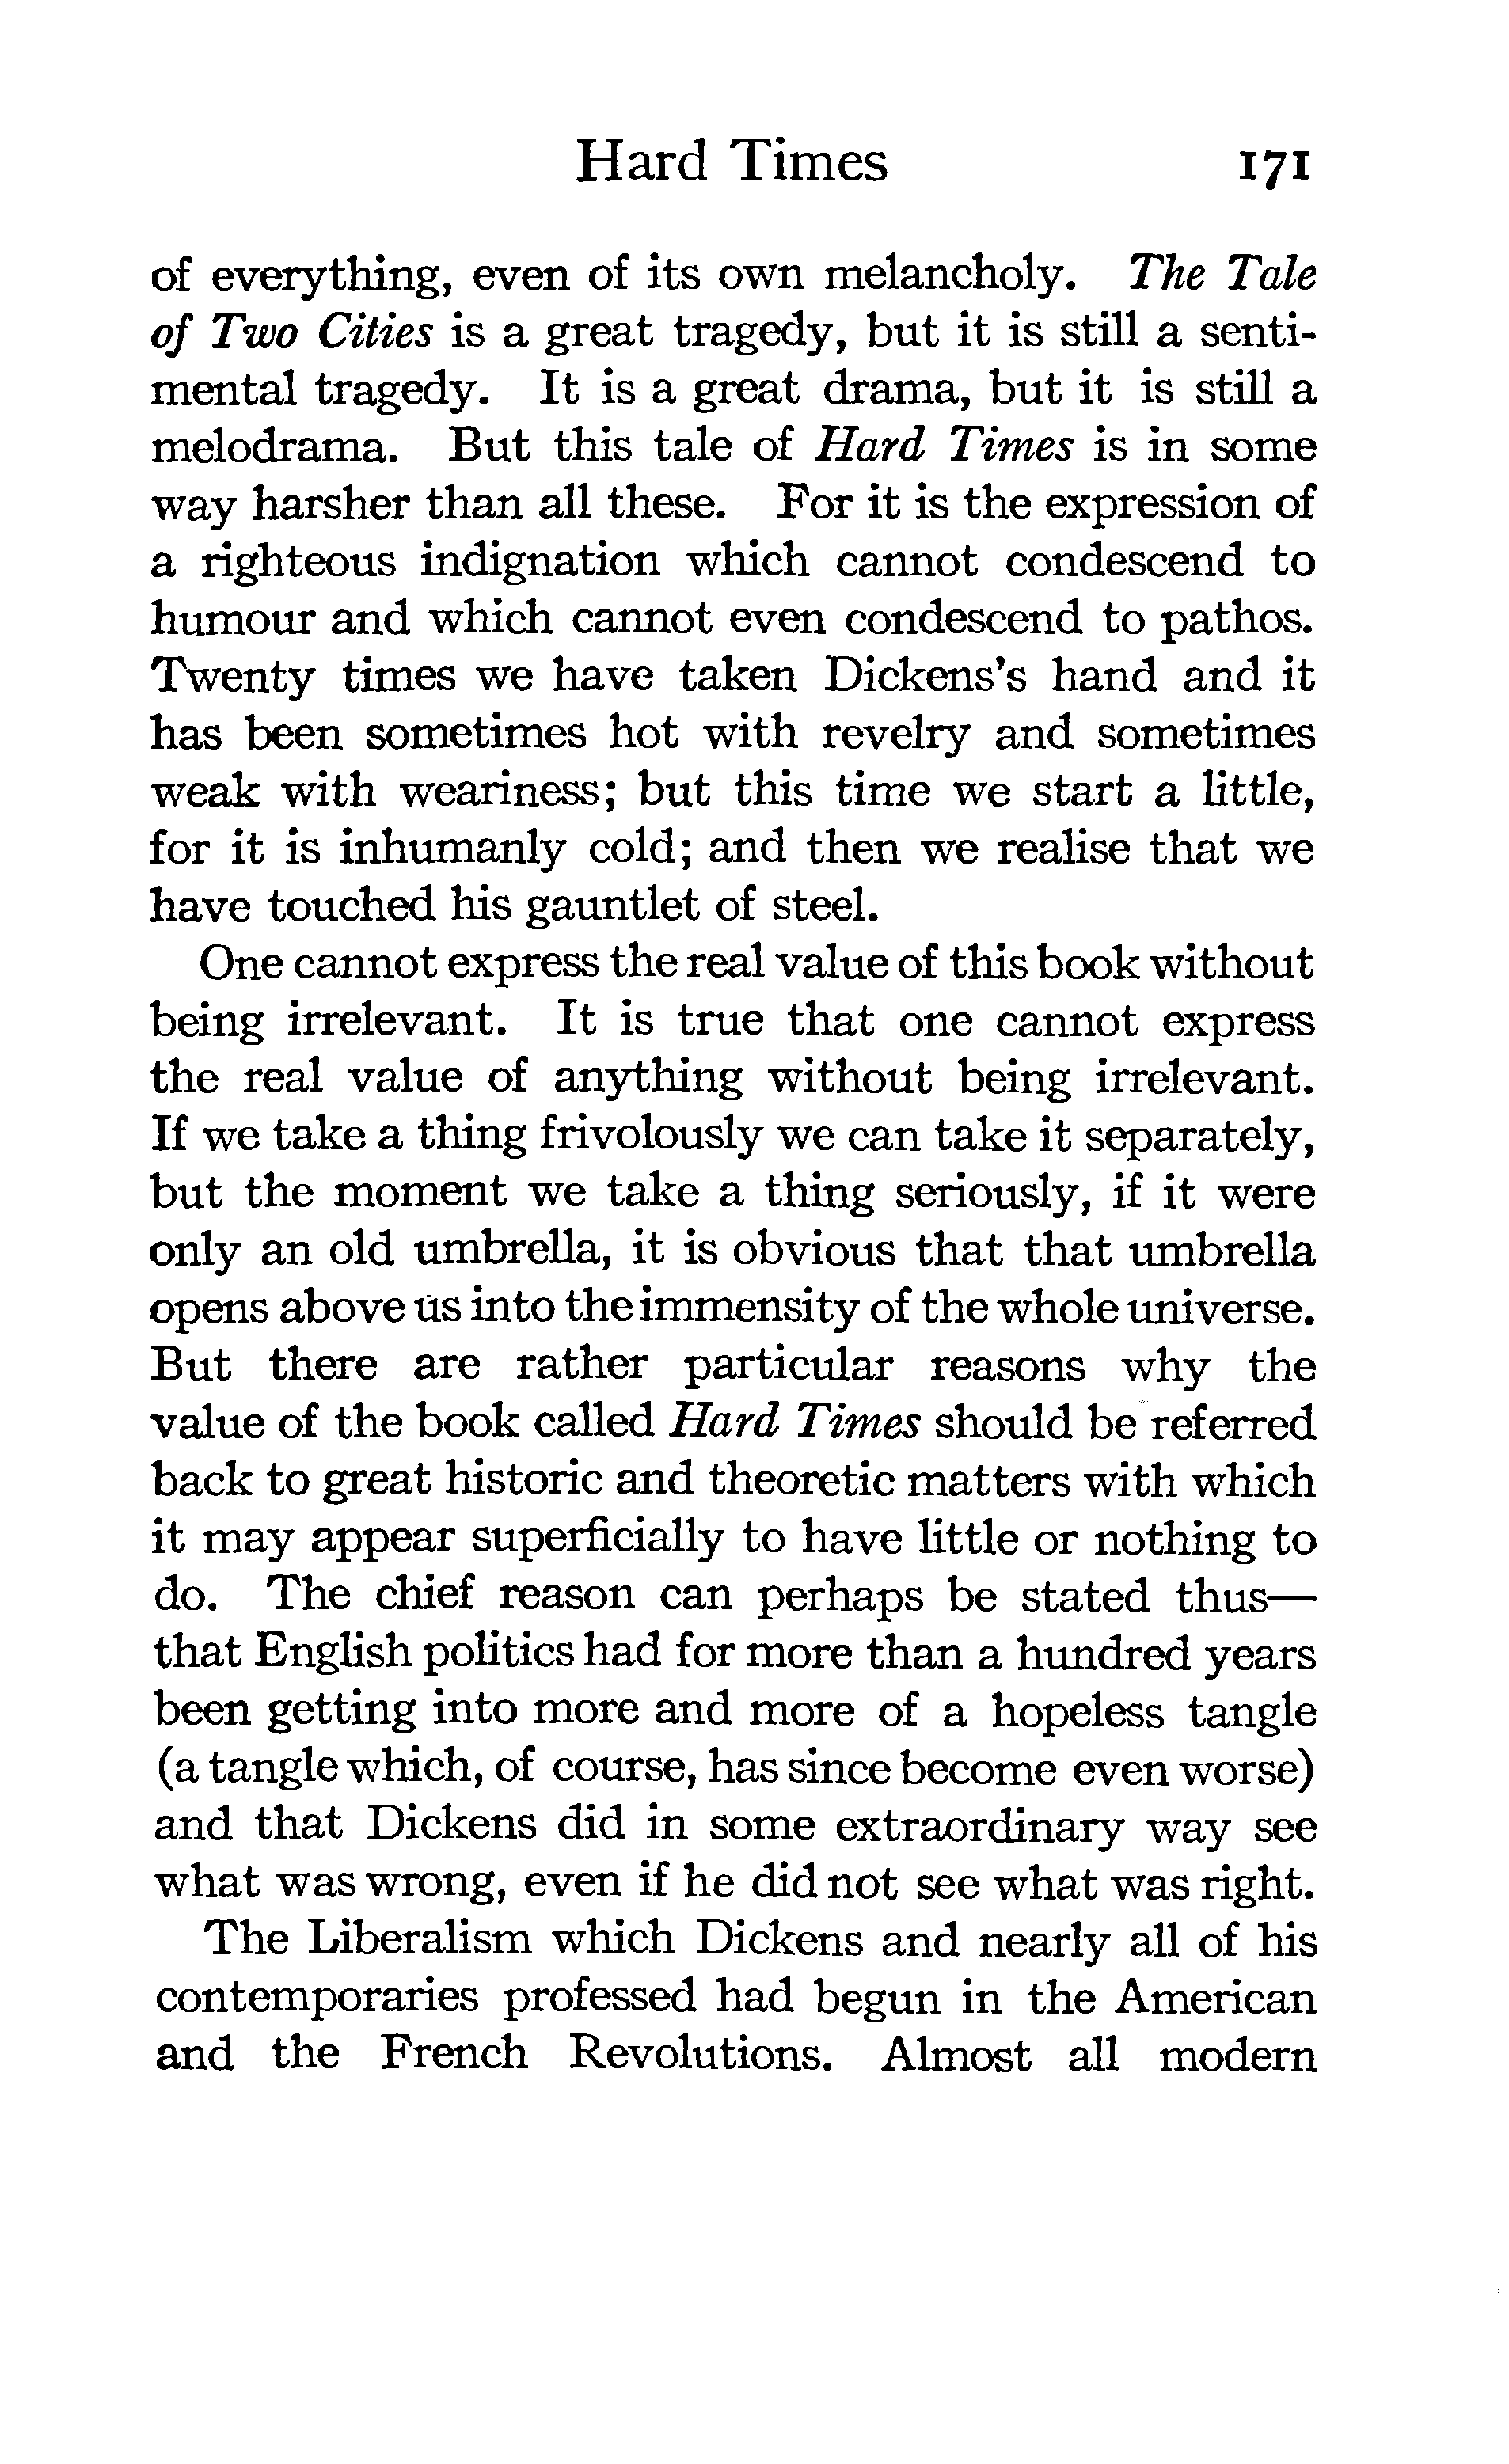 Hard Times 171
of everything, even of its own melancholy. The Tale
of Two Cities is a great tragedy, but it is still a senti-
mental tragedy. It is a great drama, but it is still a
melodrama. But this tale of Hard Times is in some
way harsher than all these. For it is the expression of
a righteous indignation which cannot condescend to
humour and which cannot even condescend to pathos.
Twenty times we have taken Dickens's hand and it
has been sometimes hot with revelry and sometimes
weak with weariness; but this time we start a little,
for it is inhumanly cold; and then we realise that we
have touched his gauntlet of steel.
One cannot express the real value of this book without
being irrelevant. It is true that one cannot express
the real value of anything without being irrelevant.
If we take a thing frivolously we can take it separately,
but the moment we take a thing seriously, if it were
only an old umbrella, it is obvious that that umbrella
opens above us into the immensity of the whole universe.
But there are rather particular reasons why the
value of the book called Hard Times should be referred
back to great historic and theoretic matters with which
it may appear superficially to have little or nothing to
do. The chief reason can perhaps be stated thus—
that English politics had for more than a hundred years
been getting into more and more of a hopeless tangle
(a tangle which, of course, has since become even worse)
and that Dickens did in some extraordinary way see
what was wrong, even if he did not see what was right.
The Liberalism which Dickens and nearly all of his
contemporaries professed had begun in the American
and the French Revolutions. Almost all modern